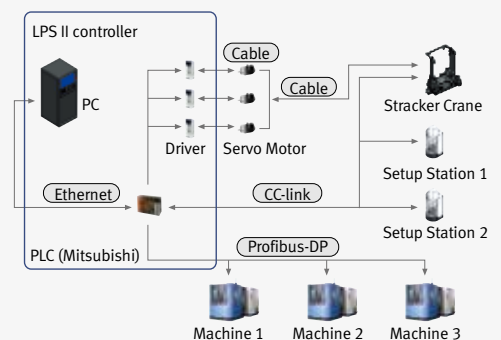 LPS II controller
PC
Cable
Cable
Stracker Crane
Driver
Servo Motor
Setup Station 1
Ethernet
CC-link
Setup Station 2
PLC (Mitsubishi)
Profibus-DP
Machine 1
Machine 2
Machine 3